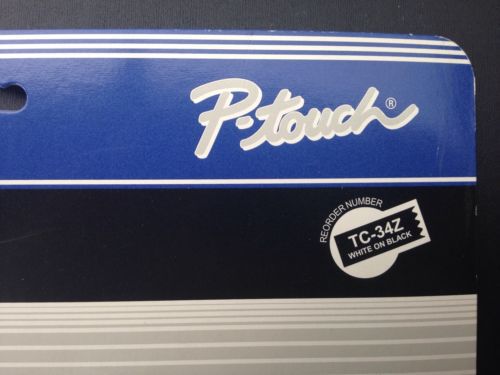 P-touch®
REORDER NUMBER
TC-34Z
WHITE ON BLACK